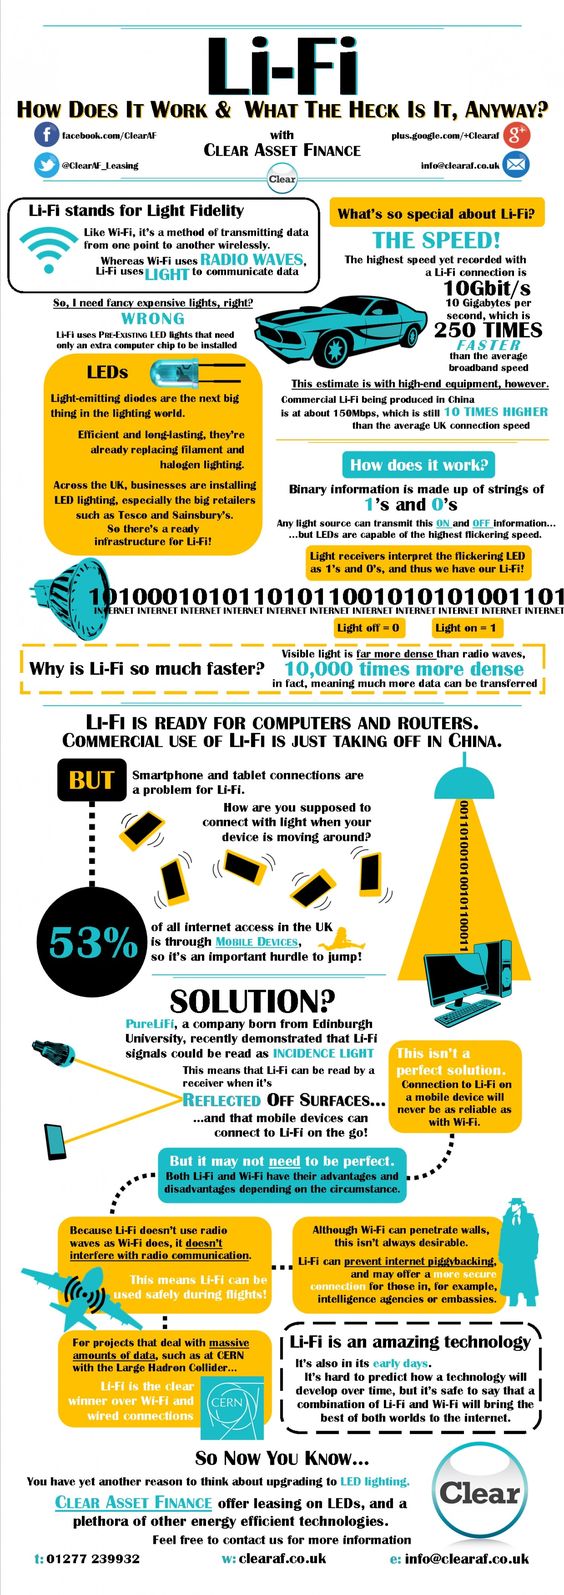 Li-Fi
How Does It Work & What The Heck Is It, Anyway?
facebook.com/ClearAF
with
plus.google.com/+Clearaf
Clear Asset Finance
@ClearAF_Leasing
info@clearaf.co.uk
Clear
Li-Fi stands for Light Fidelity
Like Wi-Fi, it's a method of transmitting data
from one point to another wirelessly.
Whereas Wi-Fi uses RADIO WAVES,
Li-Fi uses LIGHT to communicate data
What's so special about Li-Fi?
THE SPEED!
The highest speed yet recorded with
a Li-Fi connection is
10Gbit/s
10 Gigabytes per
second, which is
250 TIMES
FASTER
than the average
broadband speed
So, I need fancy expensive lights, right?
WRONG
Li-Fi uses Pre-Existing LED lights that need
only an extra computer chip to be installed
This estimate is with high-end equipment, however.
Commercial Li-Fi being produced in China
is at about 150Mbps, which is still 10 TIMES HIGHER
than the average UK connection speed
LEDs
Light-emitting diodes are the next big
thing in the lighting world.
Efficient and long-lasting, they're
already replacing filament and
halogen lighting.
Across the UK, businesses are installing
LED lighting, especially the big retailers
such as Tesco and Sainsbury's.
So there's a ready
infrastructure for Li-Fi!
How does it work?
Binary information is made up of strings of
1's and 0's
Any light source can transmit this ON and OFF information...
...but LEDs are capable of the highest flickering speed.
Light receivers interpret the flickering LED
as 1's and 0's, and thus we have our Li-Fi!
1010001010110101100101010101001101
INTERNET INTERNET INTERNET INTERNET INTERNET INTERNET INTERNET INTERNET INTERNET INTERNET INTERNET
Light off = 0
Light on = 1
Why is Li-Fi so much faster?
Visible light is far more dense than radio waves,
10,000 times more dense
in fact, meaning much more data can be transferred
Li-Fi is ready for computers and routers.
Commercial use of Li-Fi is just taking off in China.
BUT
Smartphone and tablet connections are
a problem for Li-Fi.
How are you supposed to
connect with light when your
device is moving around?
53%
of all internet access in the UK
is through Mobile Devices,
so it's an important hurdle to jump!
SOLUTION?
PureLiFi, a company born from Edinburgh
University, recently demonstrated that Li-Fi
signals could be read as INCIDENCE LIGHT
This means that Li-Fi can be read by a
receiver when it's
Reflected Off Surfaces...
...and that mobile devices can
connect to Li-Fi on the go!
This isn't a
perfect solution.
Connection to Li-Fi on
a mobile device will
never be as reliable as
with Wi-Fi.
But it may not need to be perfect.
Both Li-Fi and Wi-Fi have their advantages and
disadvantages depending on the circumstance.
Because Li-Fi doesn't use radio
waves as Wi-Fi does, it doesn't
interfere with radio communication.
This means Li-Fi can be
used safely during flights!
Although Wi-Fi can penetrate walls,
this isn't always desirable.
Li-Fi can prevent internet piggybacking,
and may offer a more secure
connection for those in, for example,
intelligence agencies or embassies.
For projects that deal with massive
amounts of data, such as at CERN
with the Large Hadron Collider...
Li-Fi is the clear
winner over Wi-Fi and
wired connections
CERN
Li-Fi is an amazing technology
It's also in its early days.
It's hard to predict how a technology will
develop over time, but it's safe to say that a
combination of Li-Fi and Wi-Fi will bring the
best of both worlds to the internet.
So Now You Know...
You have yet another reason to think about upgrading to LED lighting.
Clear Asset Finance offer leasing on LEDs, and a
plethora of other energy efficient technologies.
Feel free to contact us for more information
Clear
t: 01277 239932
w: clearaf.co.uk
e: info@clearaf.co.uk